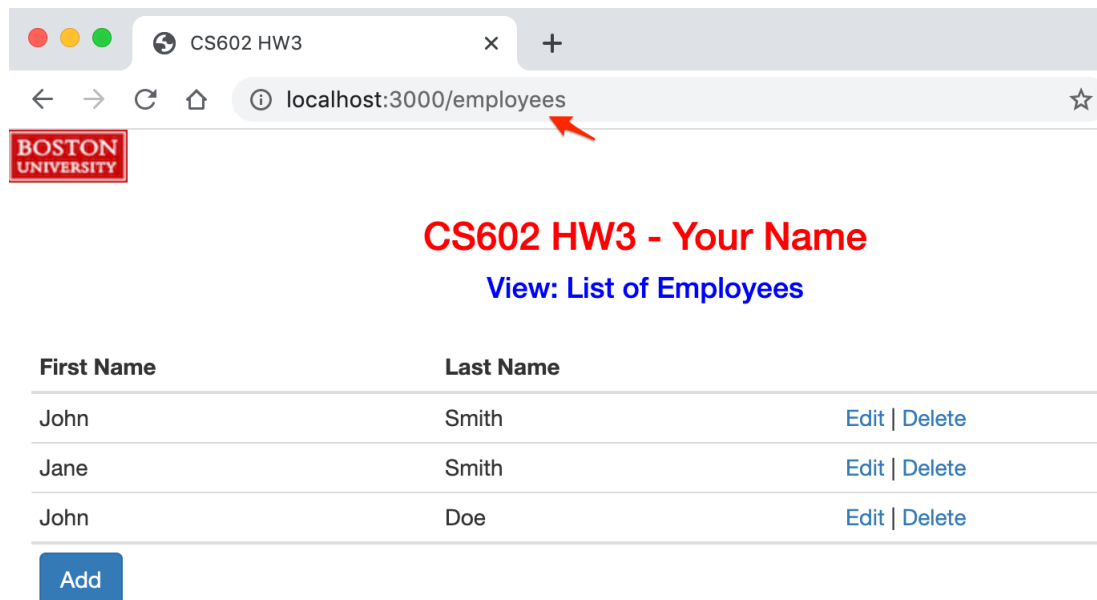 CS602 HW3
localhost:3000/employees
BOSTON
UNIVERSITY
CS602 HW3 - Your Name
View: List of Employees
First Name Last Name
John Smith Edit | Delete
Jane Smith Edit | Delete
John Doe Edit | Delete
Add